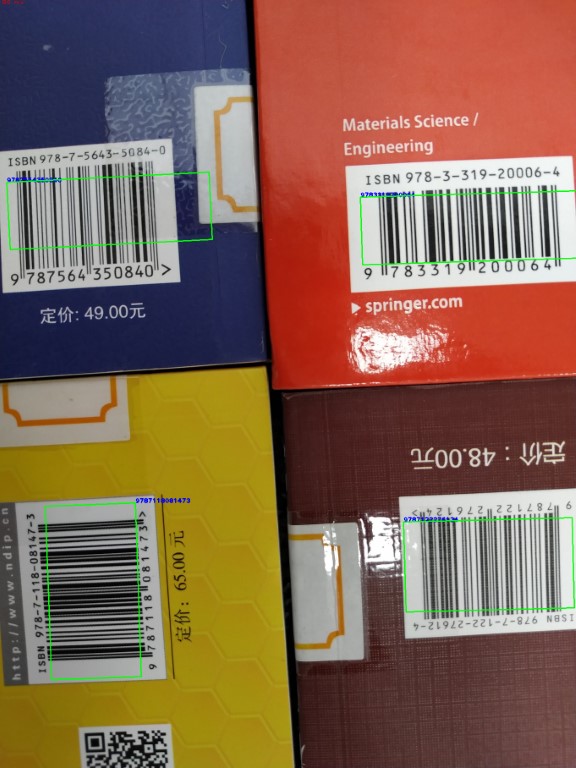 ISBN 978-7-5643-5084-0
9 787564 350840 >
定价: 49.00元
Materials Science /
Engineering
ISBN 978-3-319-20006-4
9 783319 200064
springer.com
http://www.ndip.cn
ISBN 978-7-118-08147-3
9787118081473
9 787118 081473 >
定价: 65.00 元
定价：48.00元
9 787122 276124 >
ISBN 978-7-122-27612-4